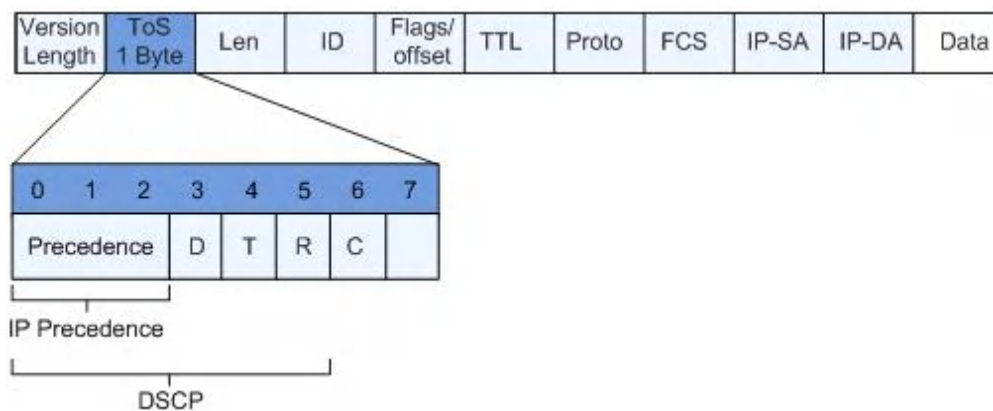 Version Length ToS 1 Byte Len ID Flags/ offset TTL Proto FCS IP-SA IP-DA Data
0 1 2 3 4 5 6 7
Precedence D T R C
IP Precedence
DSCP